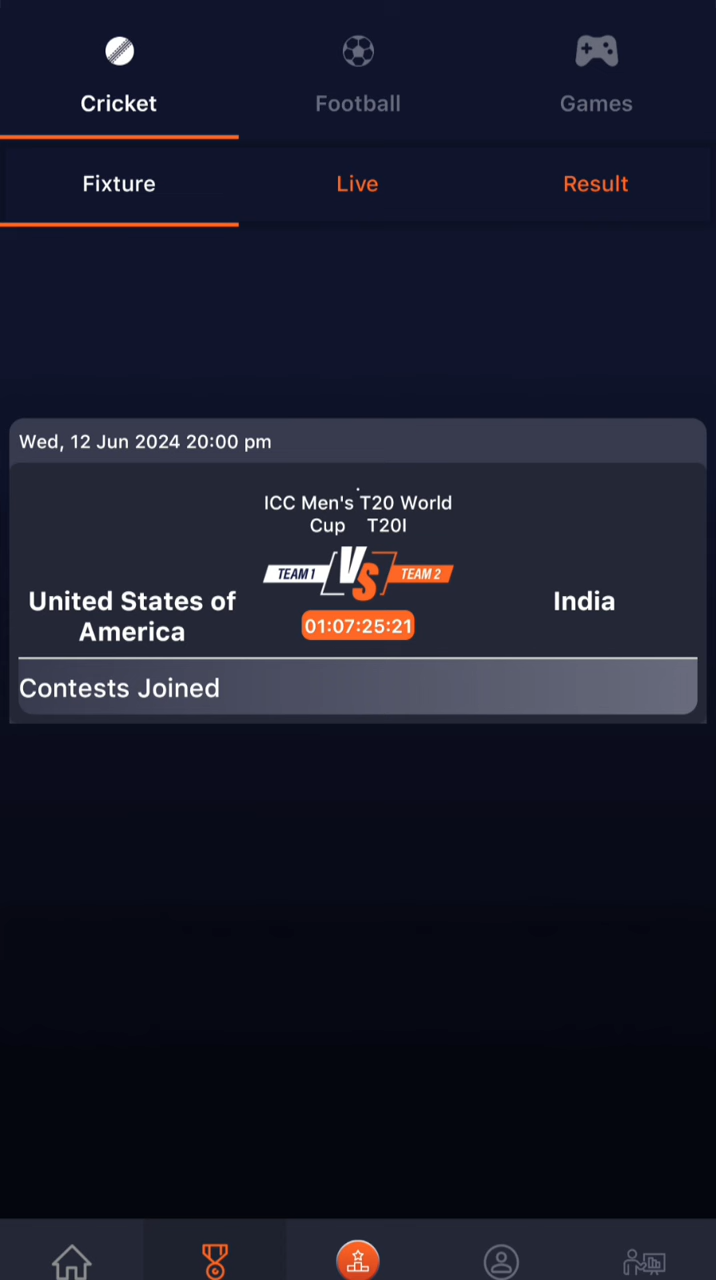 Cricket
Football
Games
Fixture
Live
Result
Wed, 12 Jun 2024 20:00 pm
ICC Men's T20 World
Cup T20I
TEAM 1 VS TEAM 2
United States of
America
India
01:07:25:21
Contests Joined